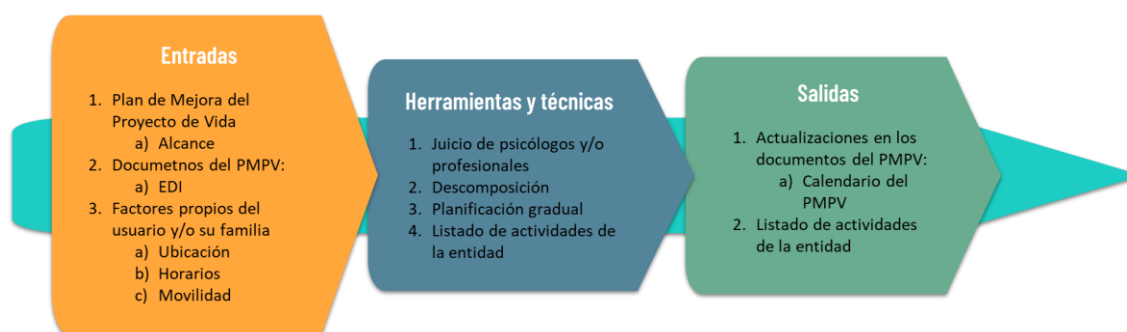 Entradas
1. Plan de Mejora del
Proyecto de Vida
a) Alcance
2. Documetnos del PMPV:
a) EDI
3. Factores propios del
usuario y/o su familia
a) Ubicación
b) Horarios
c) Movilidad
Herramientas y técnicas
1. Juicio de psicólogos y/o
profesionales
2. Descomposición
3. Planificación gradual
4. Listado de actividades de
la entidad
Salidas
1. Actualizaciones en los
documentos del PMPV:
a) Calendario del
PMPV
2. Listado de actividades
de la entidad